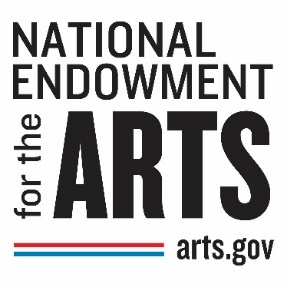 NATIONAL
ENDOWMENT
for the
ARTS
arts.gov